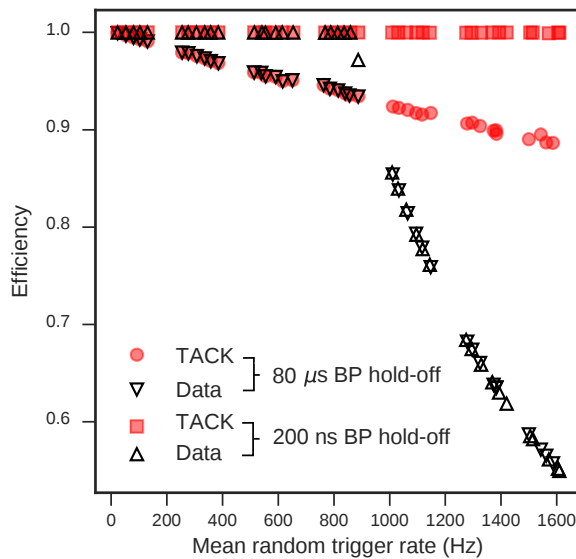 1.0
0.9
0.8
0.7
0.6
Efficiency
TACK
Data
80 μs BP hold-off
TACK
Data
200 ns BP hold-off
0 200 400 600 800 1000 1200 1400 1600
Mean random trigger rate (Hz)